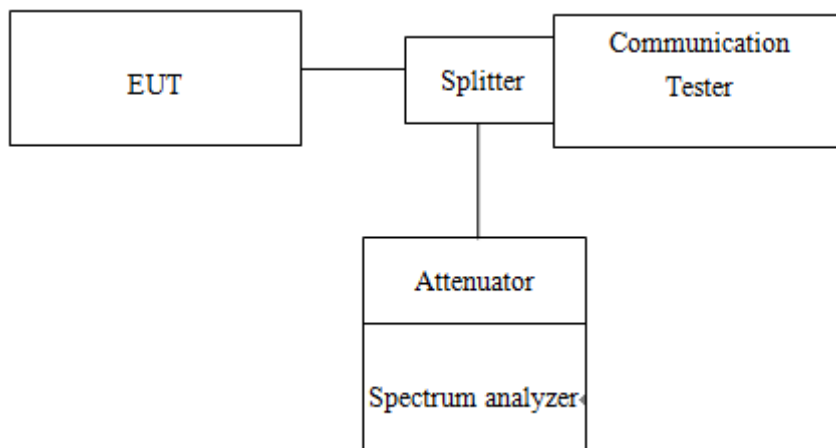 EUT
Splitter
Communication
Tester
Attenuator
Spectrum analyzer